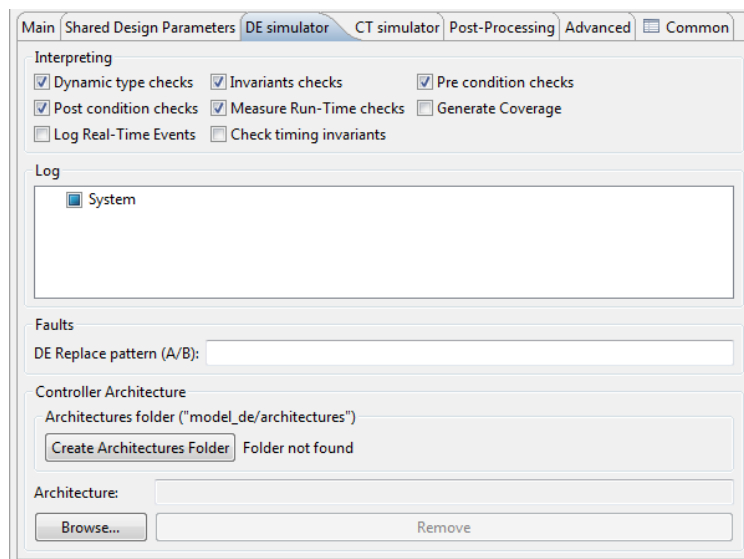 Main Shared Design Parameters DE simulator CT simulator Post-Processing Advanced Common
Interpreting
Dynamic type checks Invariants checks Pre condition checks
Post condition checks Measure Run-Time checks Generate Coverage
Log Real-Time Events Check timing invariants
Log
System
Faults
DE Replace pattern (A/B):
Controller Architecture
Architectures folder ("model_de/architectures")
Create Architectures Folder Folder not found
Architecture:
Browse... Remove